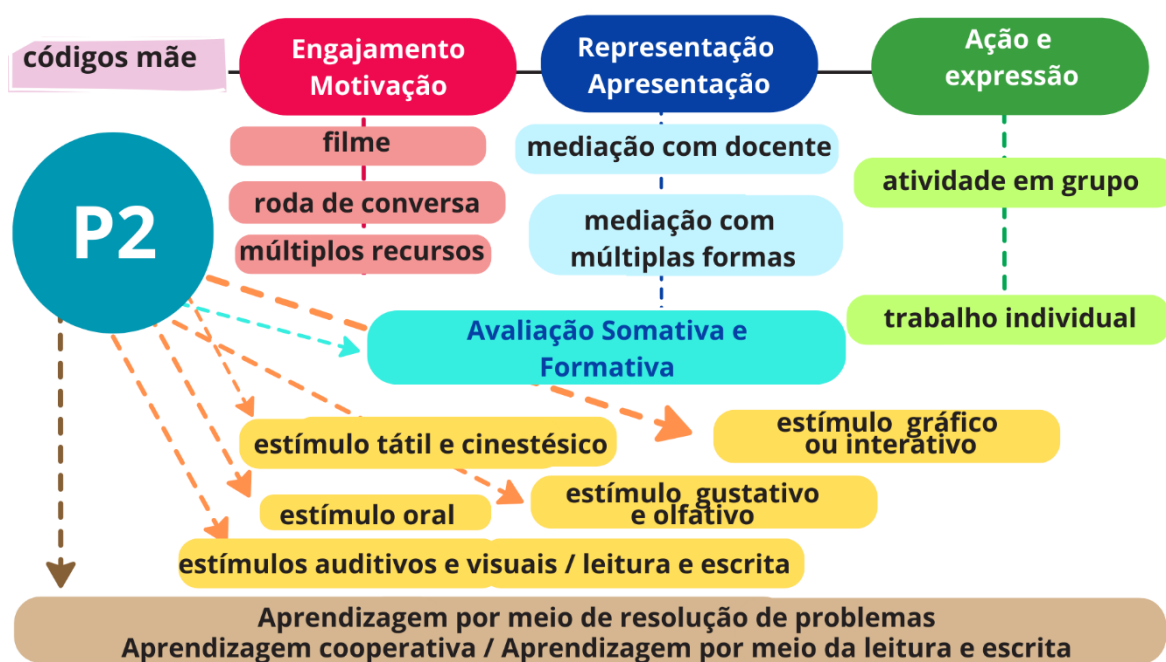 códigos mãe
Engajamento
Motivação
Representação
Apresentação
Ação e
expressão
P2
filme
roda de conversa
múltiplos recursos
mediação com docente
mediação com
múltiplas formas
atividade em grupo
trabalho individual
Avaliação Somativa e
Formativa
estímulo tátil e cinestésico
estímulo gráfico
ou interativo
estímulo oral
estímulo gustativo
e olfativo
estímulos auditivos e visuais / leitura e escrita
Aprendizagem por meio de resolução de problemas
Aprendizagem cooperativa / Aprendizagem por meio da leitura e escrita